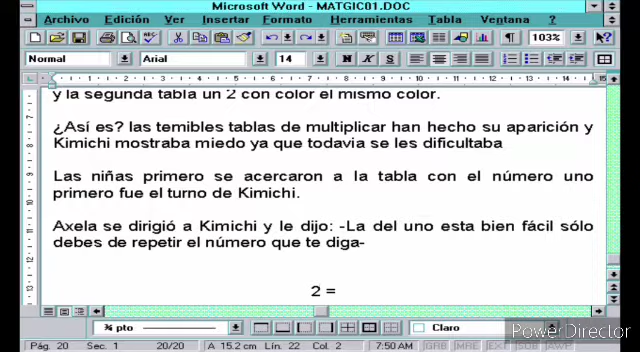 Microsoft Word - MATGIC01.DOC
Archivo Edición Ver Insertar Formato Herramientas Tabla Ventana ?
103%
Normal Arial 14 N K S
y la segunda tabla un 2 con color el mismo color.
¿Así es? las temibles tablas de multiplicar han hecho su aparición y
Kimichi mostraba miedo ya que todavia se les dificultaba
Las niñas primero se acercaron a la tabla con el número uno
primero fue el turno de Kimichi.
Axela se dirigió a Kimichi y le dijo: -La del uno esta bien fácil sólo
debes de repetir el número que te diga-
2 =
¾ pto Claro
PowerDirector
Pág. 20 Sec. 1 20/20 A 15.2 cm Lín. 22 Col. 2 7:50 AM GRB MRE EXT SOB AWP